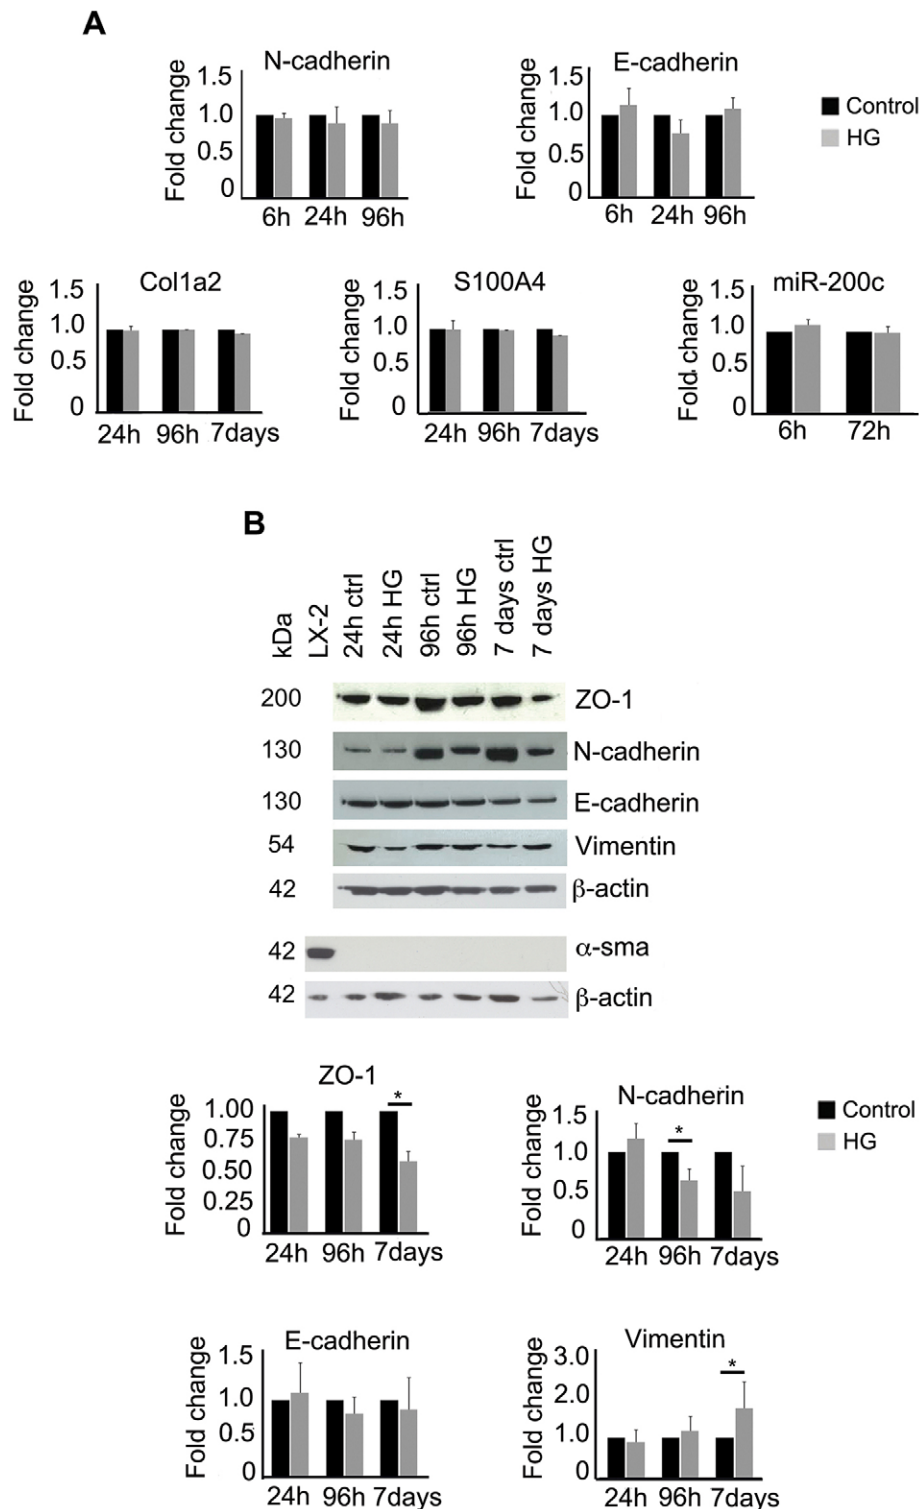 A
N-cadherin
Fold change
1.5
1.0
0.5
0
6h 24h 96h
E-cadherin
Fold change
1.5
1.0
0.5
0
6h 24h 96h
Control
HG
Col1a2
Fold change
1.5
1.0
0.5
0
24h 96h 7days
S100A4
Fold change
1.5
1.0
0.5
0
24h 96h 7days
miR-200c
Fold change
1.5
1.0
0.5
0
6h 72h
B
kDa
LX-2
24h ctrl
24h HG
96h ctrl
96h HG
7 days ctrl
7 days HG
200 ZO-1
130 N-cadherin
130 E-cadherin
54 Vimentin
42 β-actin
42 α-sma
42 β-actin
ZO-1
Fold change
1.00
0.75
0.50
0.25
0
*
24h 96h 7days
N-cadherin
Fold change
1.5
1.0
0.5
0
*
24h 96h 7days
Control
HG
E-cadherin
Fold change
1.5
1.0
0.5
0
24h 96h 7days
Vimentin
Fold change
3.0
2.0
1.0
0
*
24h 96h 7days